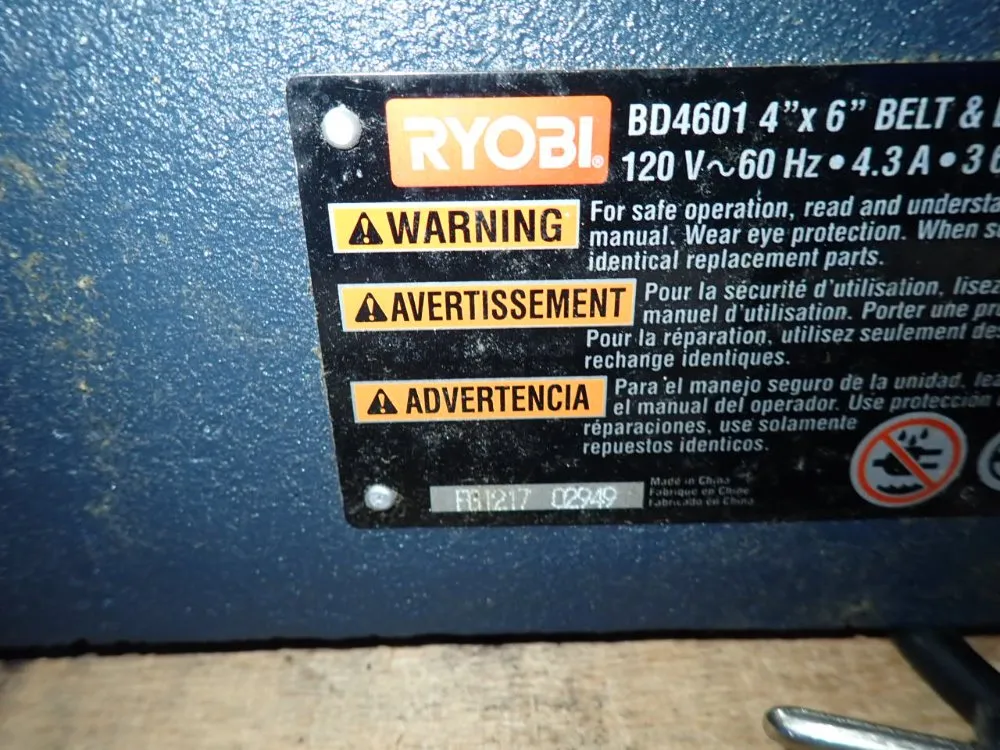 RYOBI®
BD4601 4"x 6" BELT &
120 V~60 Hz • 4.3 A • 3
WARNING
For safe operation, read and understa
manual. Wear eye protection. When s
identical replacement parts.
AVERTISSEMENT
Pour la sécurité d'utilisation, lisez
manuel d'utilisation. Porter une pr
Pour la réparation, utilisez seulement de
rechange identiques.
ADVERTENCIA
Para el manejo seguro de la unidad, lea
el manual del operador. Use protección
réparaciones, use solamente
repuestos identicos.
02949
Made in China
Fabrique en Chine
Fabricado en China